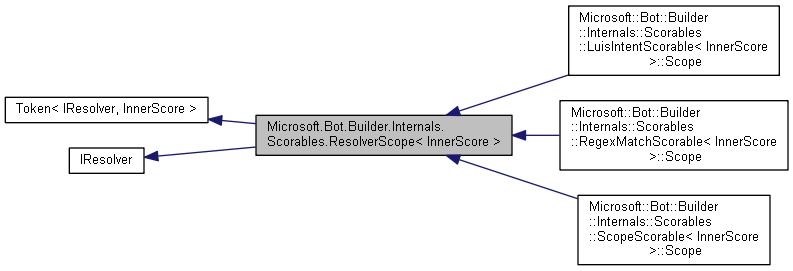 Token< IResolver, InnerScore >
IResolver
Microsoft.Bot.Builder.Internals.
Scorables.ResolverScope< InnerScore >
Microsoft::Bot::Builder
::Internals::Scorables
::LuisIntentScorable< InnerScore
>::Scope
Microsoft::Bot::Builder
::Internals::Scorables
::RegexMatchScorable< InnerScore
>::Scope
Microsoft::Bot::Builder
::Internals::Scorables
::ScopeScorable< InnerScore
>::Scope